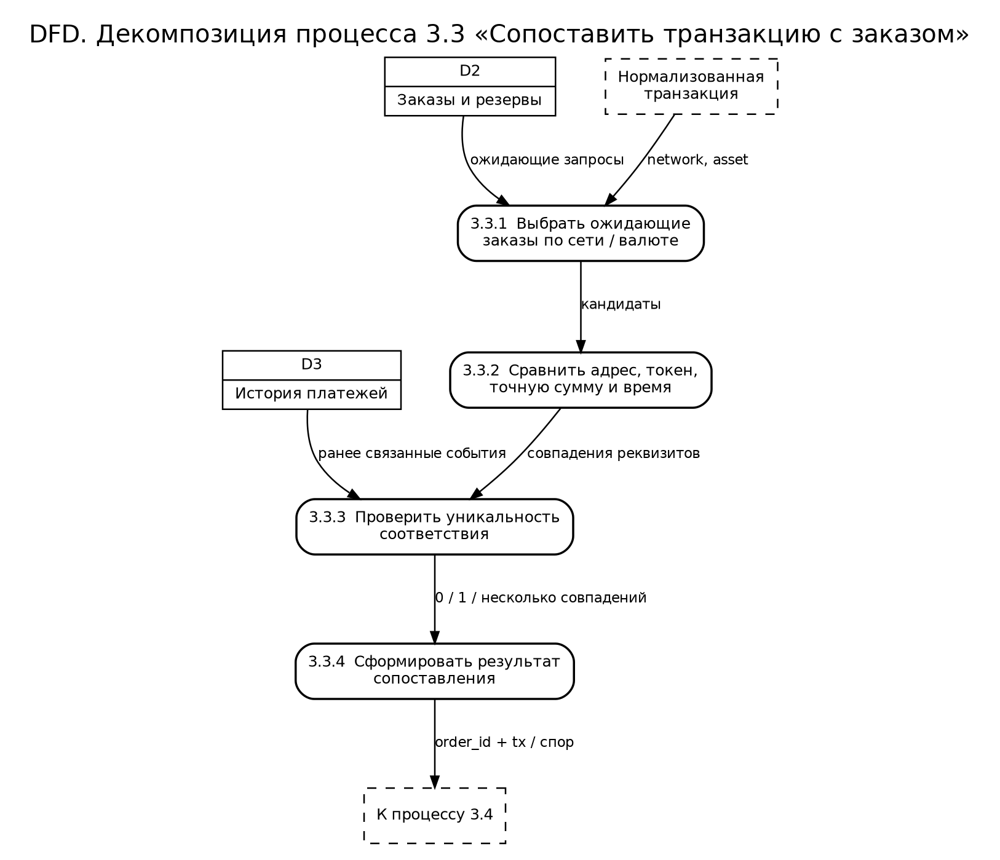 DFD. Декомпозиция процесса 3.3 «Сопоставить транзакцию с заказом»
D2
Заказы и резервы
Нормализованная
транзакция
ожидающие запросы
network, asset
3.3.1 Выбрать ожидающие
заказы по сети / валюте
кандидаты
D3
История платежей
3.3.2 Сравнить адрес, токен,
точную сумму и время
ранее связанные события
совпадения реквизитов
3.3.3 Проверить уникальность
соответствия
0 / 1 / несколько совпадений
3.3.4 Сформировать результат
сопоставления
order_id + tx / спор
К процессу 3.4